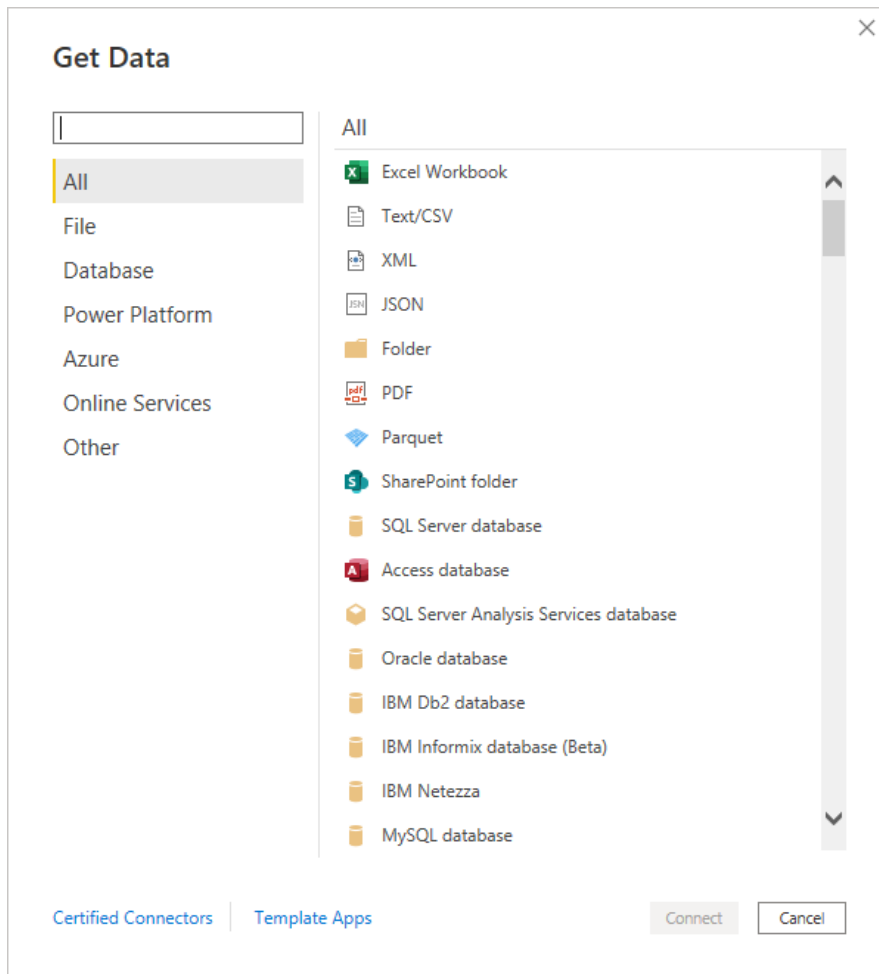 Get Data
All
File
Database
Power Platform
Azure
Online Services
Other
All
Excel Workbook
Text/CSV
XML
JSN JSON
Folder
pdf PDF
Parquet
S SharePoint folder
SQL Server database
A Access database
SQL Server Analysis Services database
Oracle database
IBM Db2 database
IBM Informix database (Beta)
IBM Netezza
MySQL database
Certified Connectors
Template Apps
Connect
Cancel